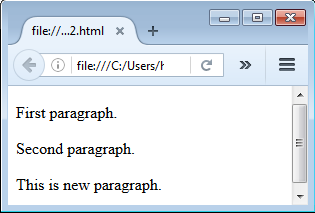 file://...2.html
file:///C:/Users/h
First paragraph.
Second paragraph.
This is new paragraph.